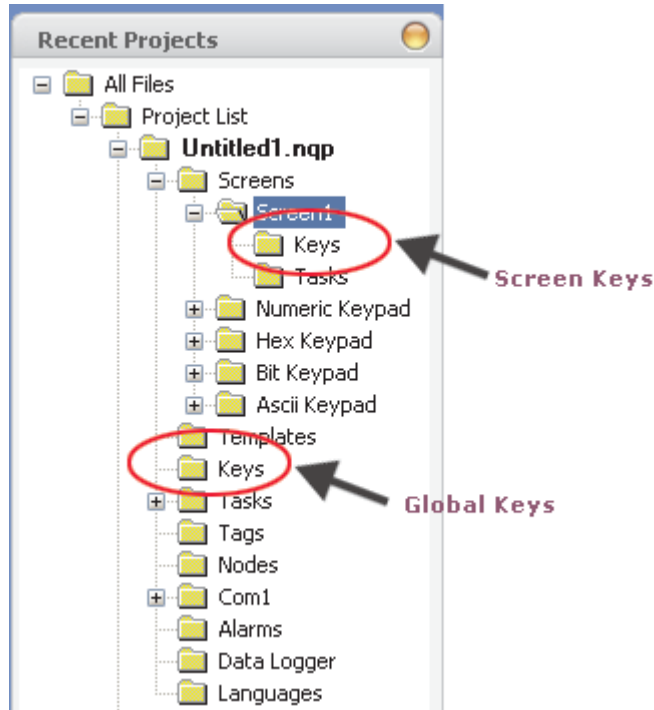 Recent Projects
All Files
Project List
Untitled1.nqp
Screens
Screen1
Keys
Tasks
Screen Keys
Numeric Keypad
Hex Keypad
Bit Keypad
Ascii Keypad
Templates
Keys
Tasks
Global Keys
Tags
Nodes
Com1
Alarms
Data Logger
Languages